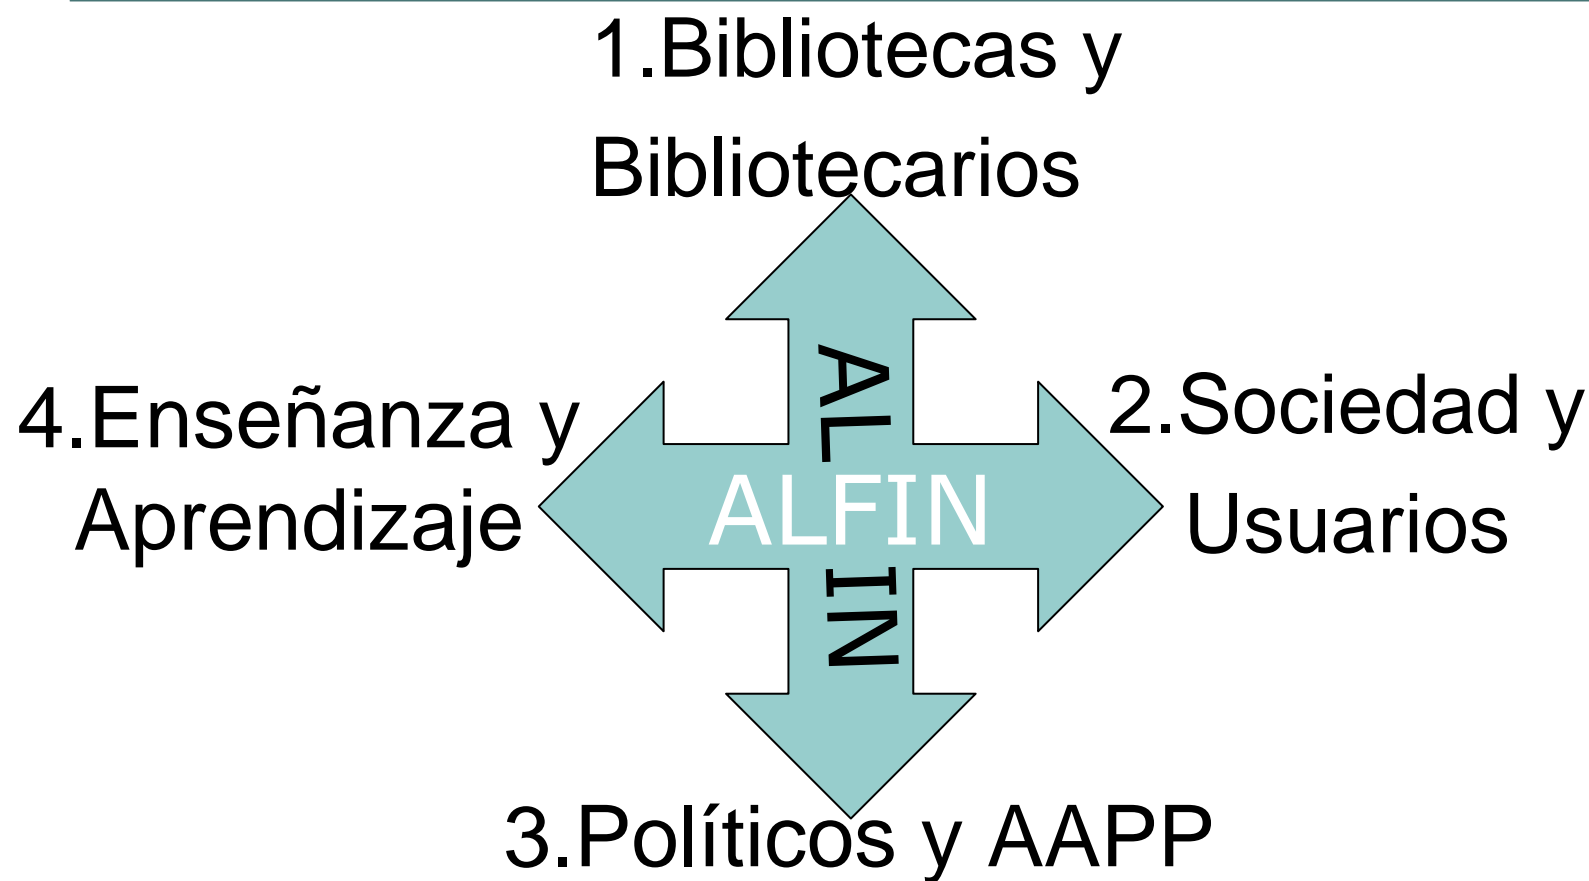 1.Bibliotecas y
Bibliotecarios
4.Enseñanza y
Aprendizaje
AL IN
ALFIN
2.Sociedad y
Usuarios
3.Políticos y AAPP